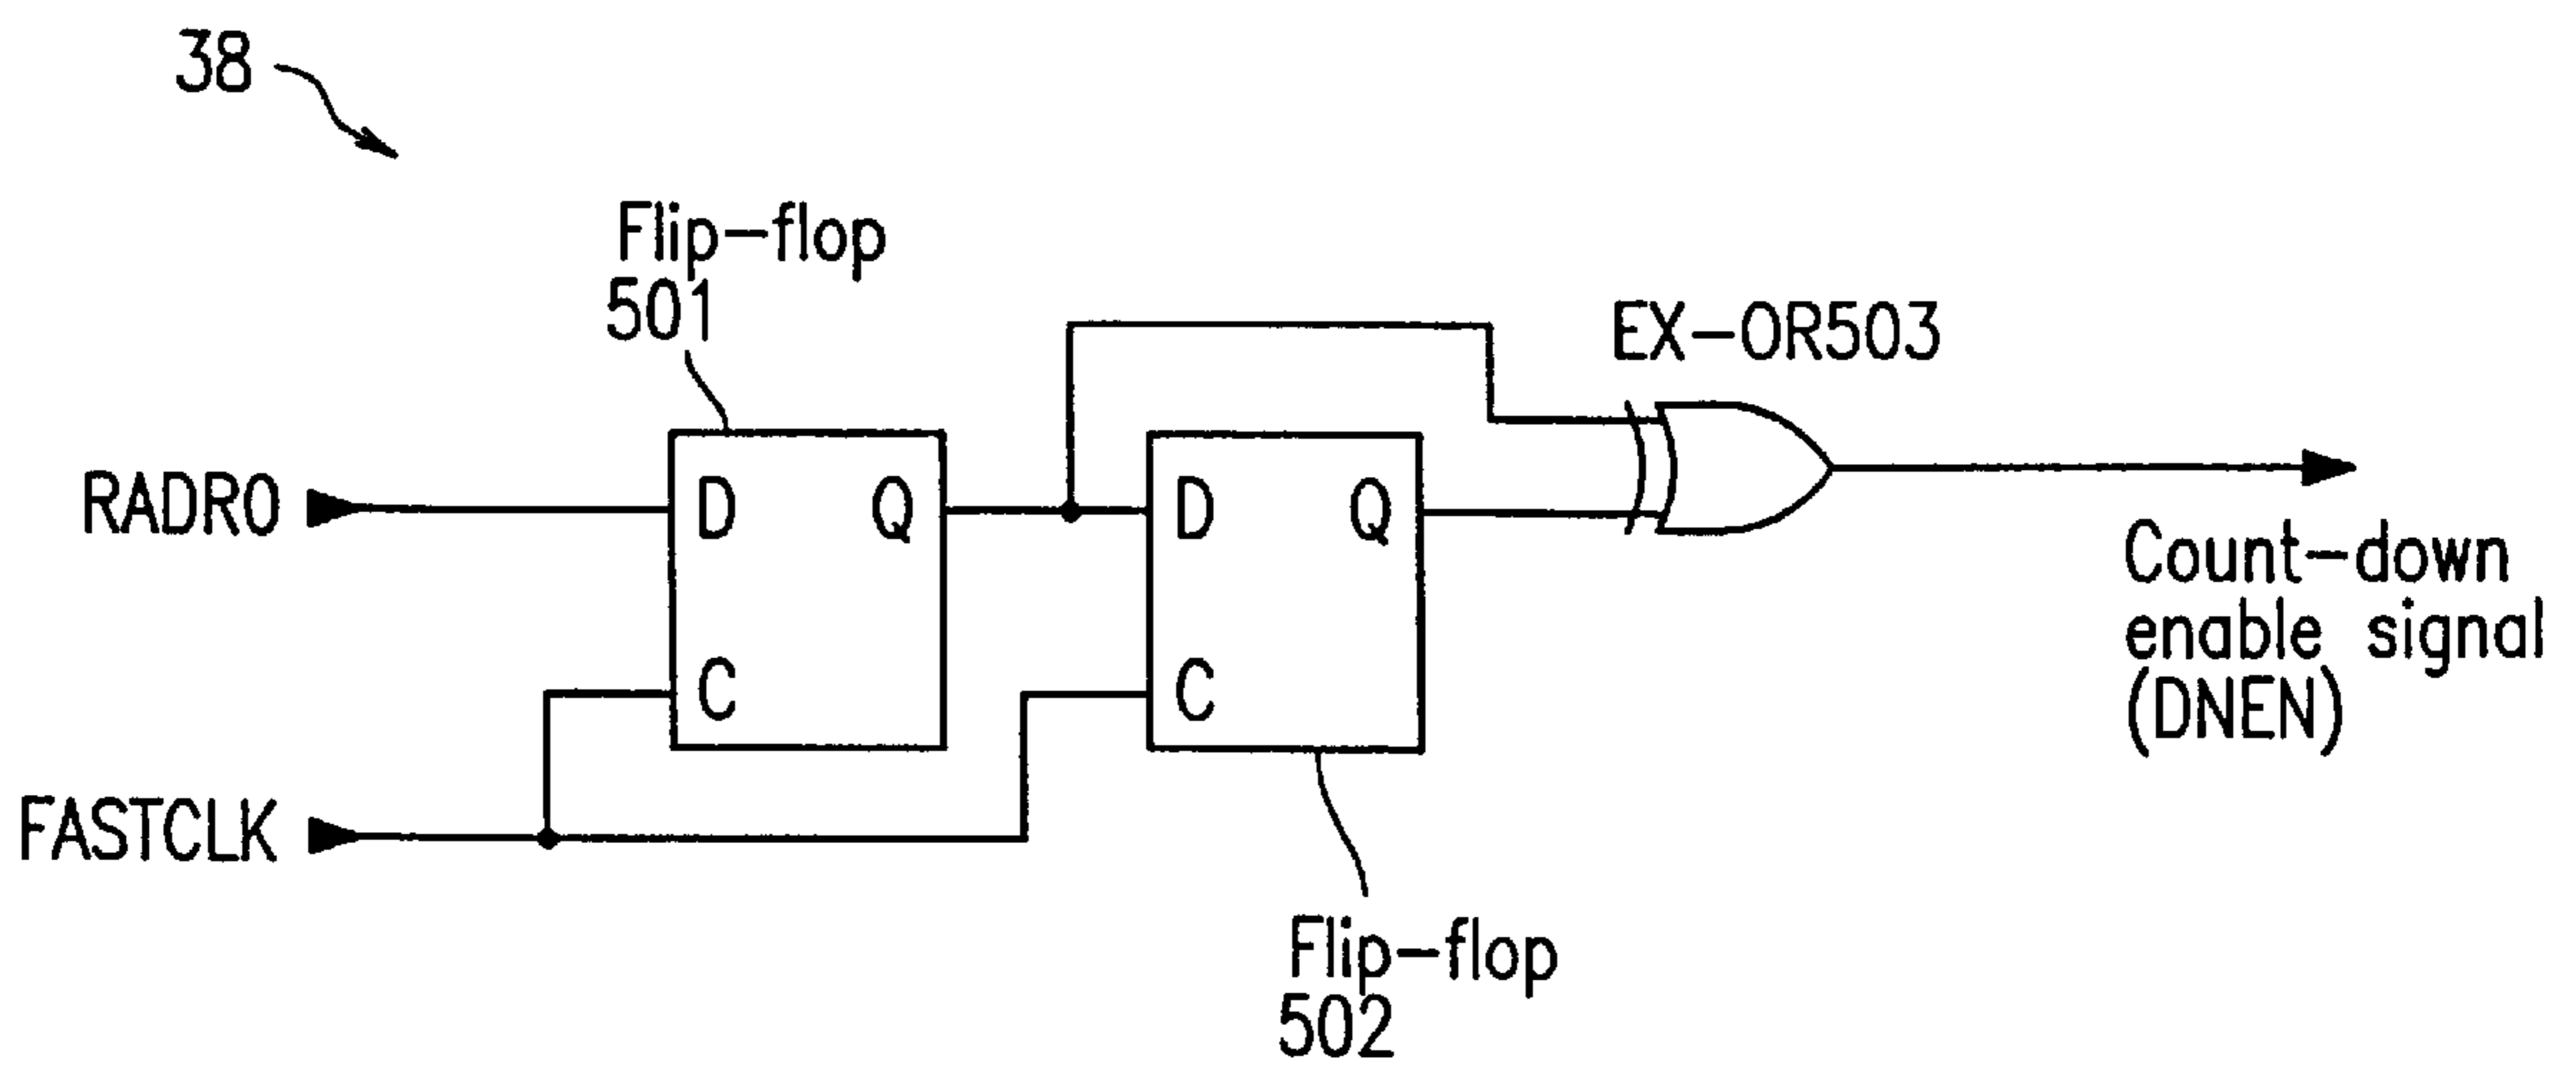 38
Flip-flop
501
EX-OR503
RADR0
D
Q
D
Q
Count-down
enable signal
(DNEN)
C
C
FASTCLK
Flip-flop
502